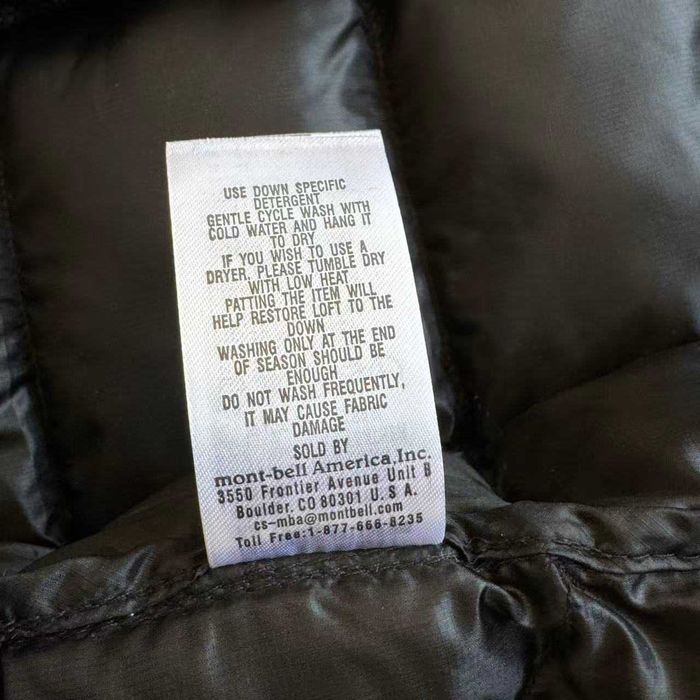 USE DOWN SPECIFIC
DETERGENT
GENTLE CYCLE WASH WITH
COLD WATER AND HANG IT
TO DRY
IF YOU WISH TO USE A
DRYER, PLEASE TUMBLE DRY
WITH LOW HEAT
PATTING THE ITEM WILL
HELP RESTORE LOFT TO THE
DOWN
WASHING ONLY AT THE END
OF SEASON SHOULD BE
ENOUGH
DO NOT WASH FREQUENTLY,
IT MAY CAUSE FABRIC
DAMAGE
SOLD BY
mont-bell America, Inc.
3550 Frontier Avenue Unit B
Boulder, CO 80301 U.S.A.
cs-mba@montbell.com
Toll Free:1-877-666-8235